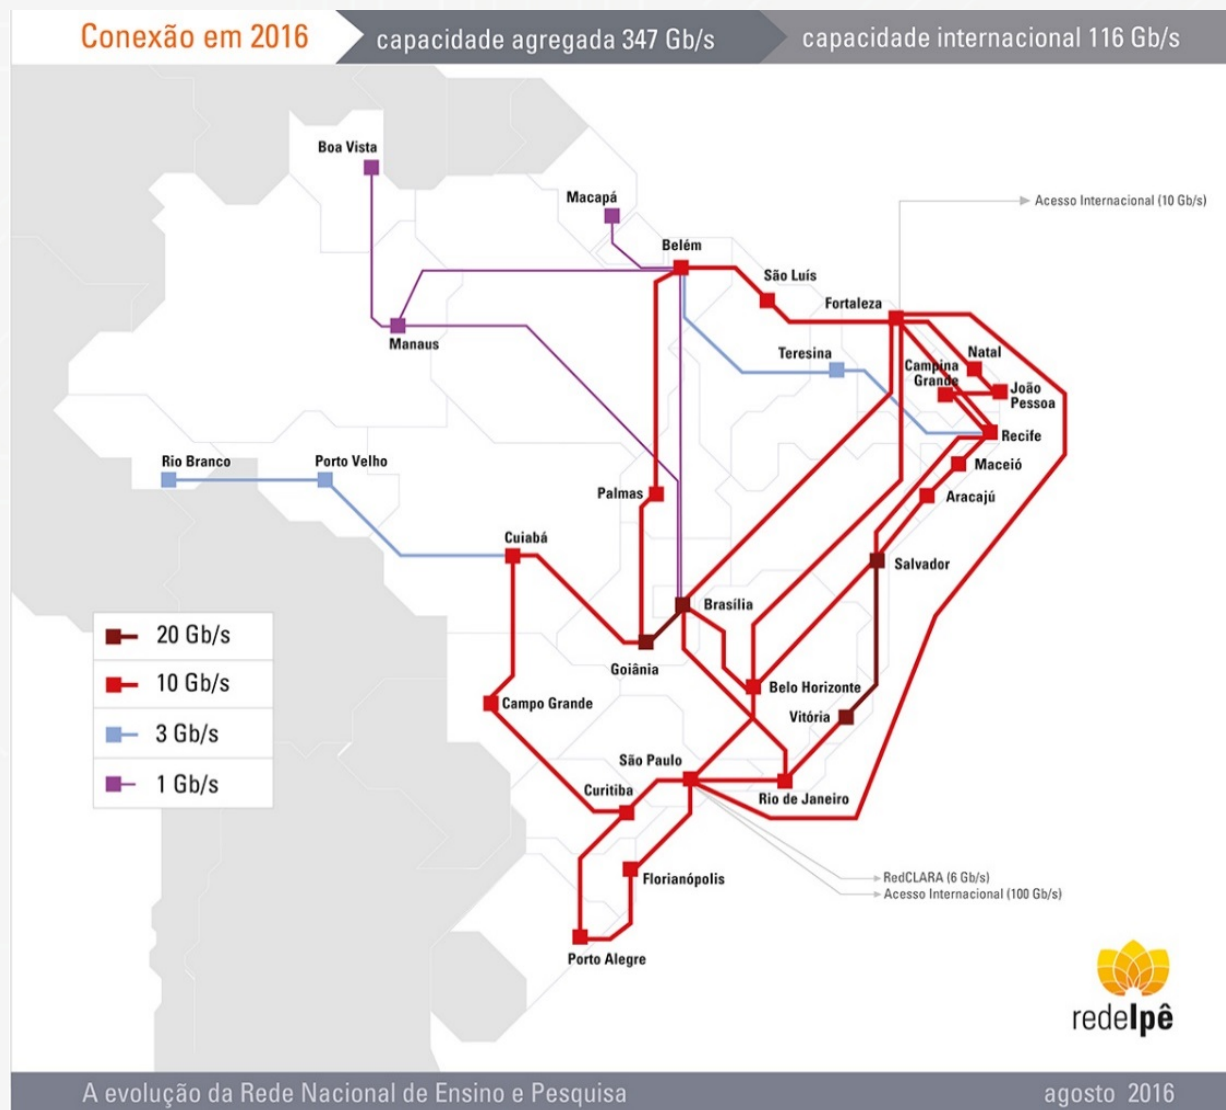 Conexão em 2016
capacidade agregada 347 Gb/s
capacidade internacional 116 Gb/s
Boa Vista
Macapá
Acesso Internacional (10 Gb/s)
Belém
São Luís
Fortaleza
Manaus
Teresina
Natal
Campina
Grande
João
Pessoa
Recife
Rio Branco
Porto Velho
Maceió
Palmas
Aracajú
Cuiabá
Salvador
Brasília
20 Gb/s
Goiânia
10 Gb/s
Belo Horizonte
Campo Grande
Vitória
3 Gb/s
São Paulo
1 Gb/s
Curitiba
Rio de Janeiro
RedCLARA (6 Gb/s)
Florianópolis
Acesso Internacional (100 Gb/s)
Porto Alegre
redeIpê
A evolução da Rede Nacional de Ensino e Pesquisa
agosto 2016